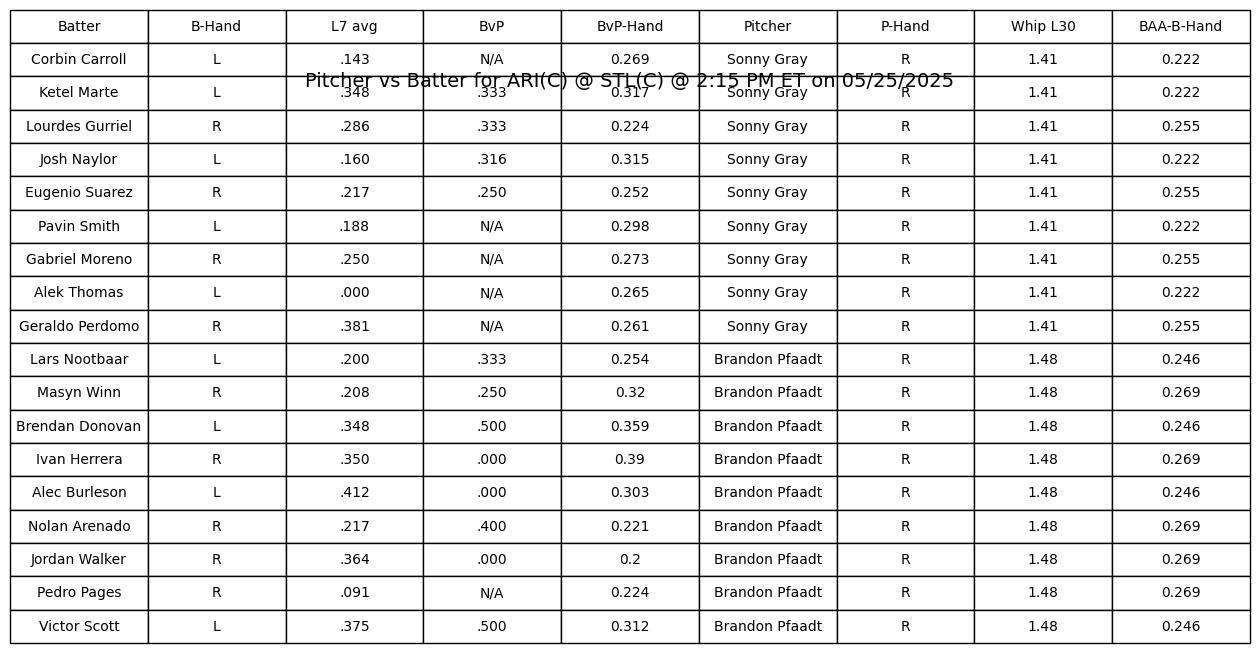 Batter B-Hand L7 avg BvP BvP-Hand Pitcher P-Hand Whip L30 BAA-B-Hand
Corbin Carroll L .143 N/A 0.269 Sonny Gray R 1.41 0.222
Pitcher vs Batter for ARI(C) @ STL(C) @ 2:15 PM ET on 05/25/2025
Ketel Marte L .348 .333 0.317 Sonny Gray R 1.41 0.222
Lourdes Gurriel R .286 .333 0.224 Sonny Gray R 1.41 0.255
Josh Naylor L .160 .316 0.315 Sonny Gray R 1.41 0.222
Eugenio Suarez R .217 .250 0.252 Sonny Gray R 1.41 0.255
Pavin Smith L .188 N/A 0.298 Sonny Gray R 1.41 0.222
Gabriel Moreno R .250 N/A 0.273 Sonny Gray R 1.41 0.255
Alek Thomas L .000 N/A 0.265 Sonny Gray R 1.41 0.222
Geraldo Perdomo R .381 N/A 0.261 Sonny Gray R 1.41 0.255
Lars Nootbaar L .200 .333 0.254 Brandon Pfaadt R 1.48 0.246
Masyn Winn R .208 .250 0.32 Brandon Pfaadt R 1.48 0.269
Brendan Donovan L .348 .500 0.359 Brandon Pfaadt R 1.48 0.246
Ivan Herrera R .350 .000 0.39 Brandon Pfaadt R 1.48 0.269
Alec Burleson L .412 .000 0.303 Brandon Pfaadt R 1.48 0.246
Nolan Arenado R .217 .400 0.221 Brandon Pfaadt R 1.48 0.269
Jordan Walker R .364 .000 0.2 Brandon Pfaadt R 1.48 0.269
Pedro Pages R .091 N/A 0.224 Brandon Pfaadt R 1.48 0.269
Victor Scott L .375 .500 0.312 Brandon Pfaadt R 1.48 0.246